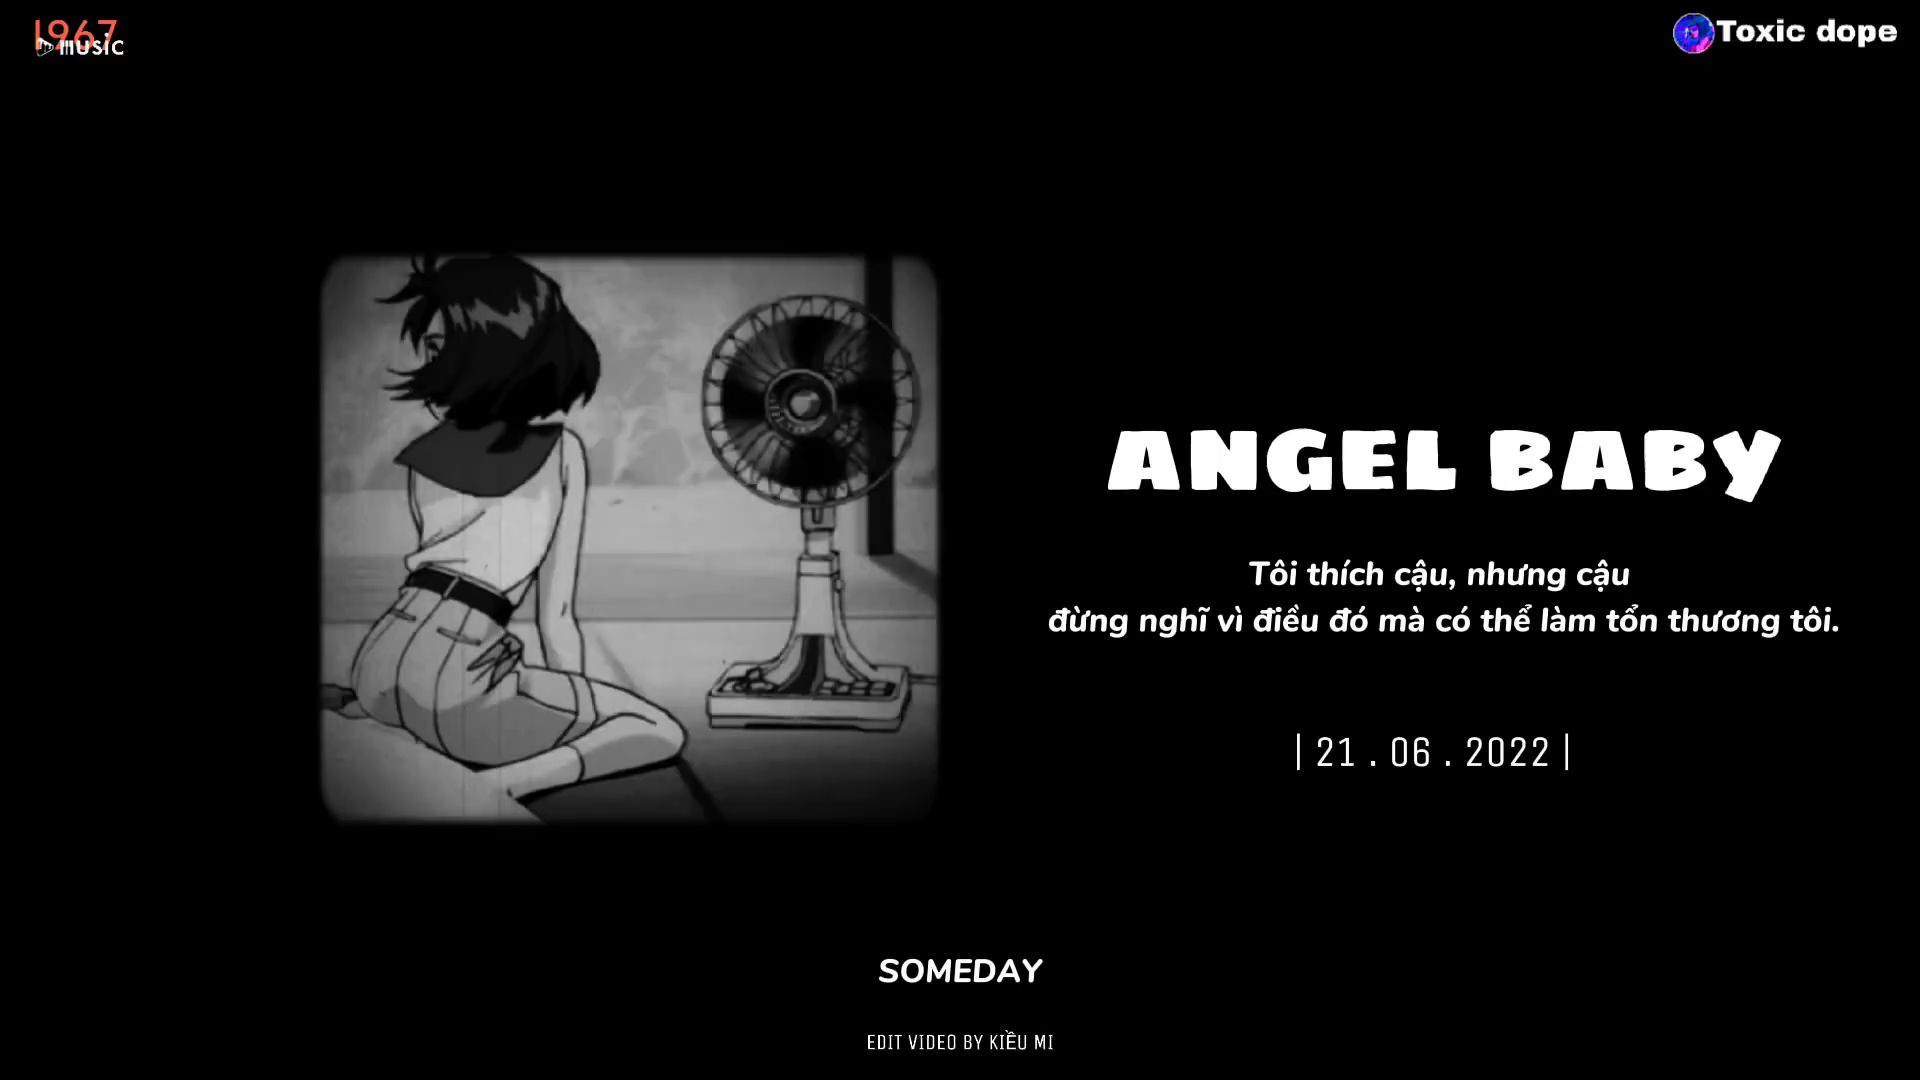 1967
music
Toxic dope
ANGEL BABY
Tôi thích cậu, nhưng cậu
đừng nghĩ vì điều đó mà có thể làm tổn thương tôi.
| 21 . 06 . 2022 |
SOMEDAY
EDIT VIDEO BY KIỀU MI